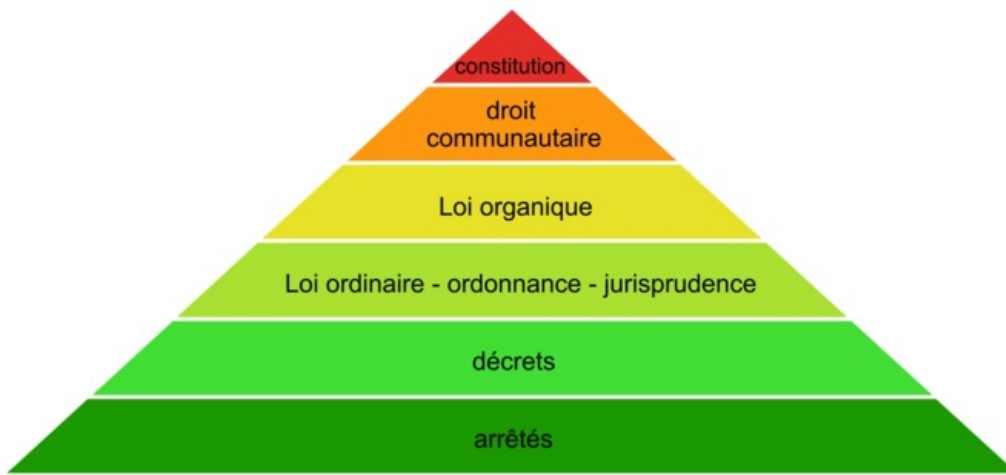 constitution
droit
communautaire
Loi organique
Loi ordinaire - ordonnance - jurisprudence
décrets
arrêtés